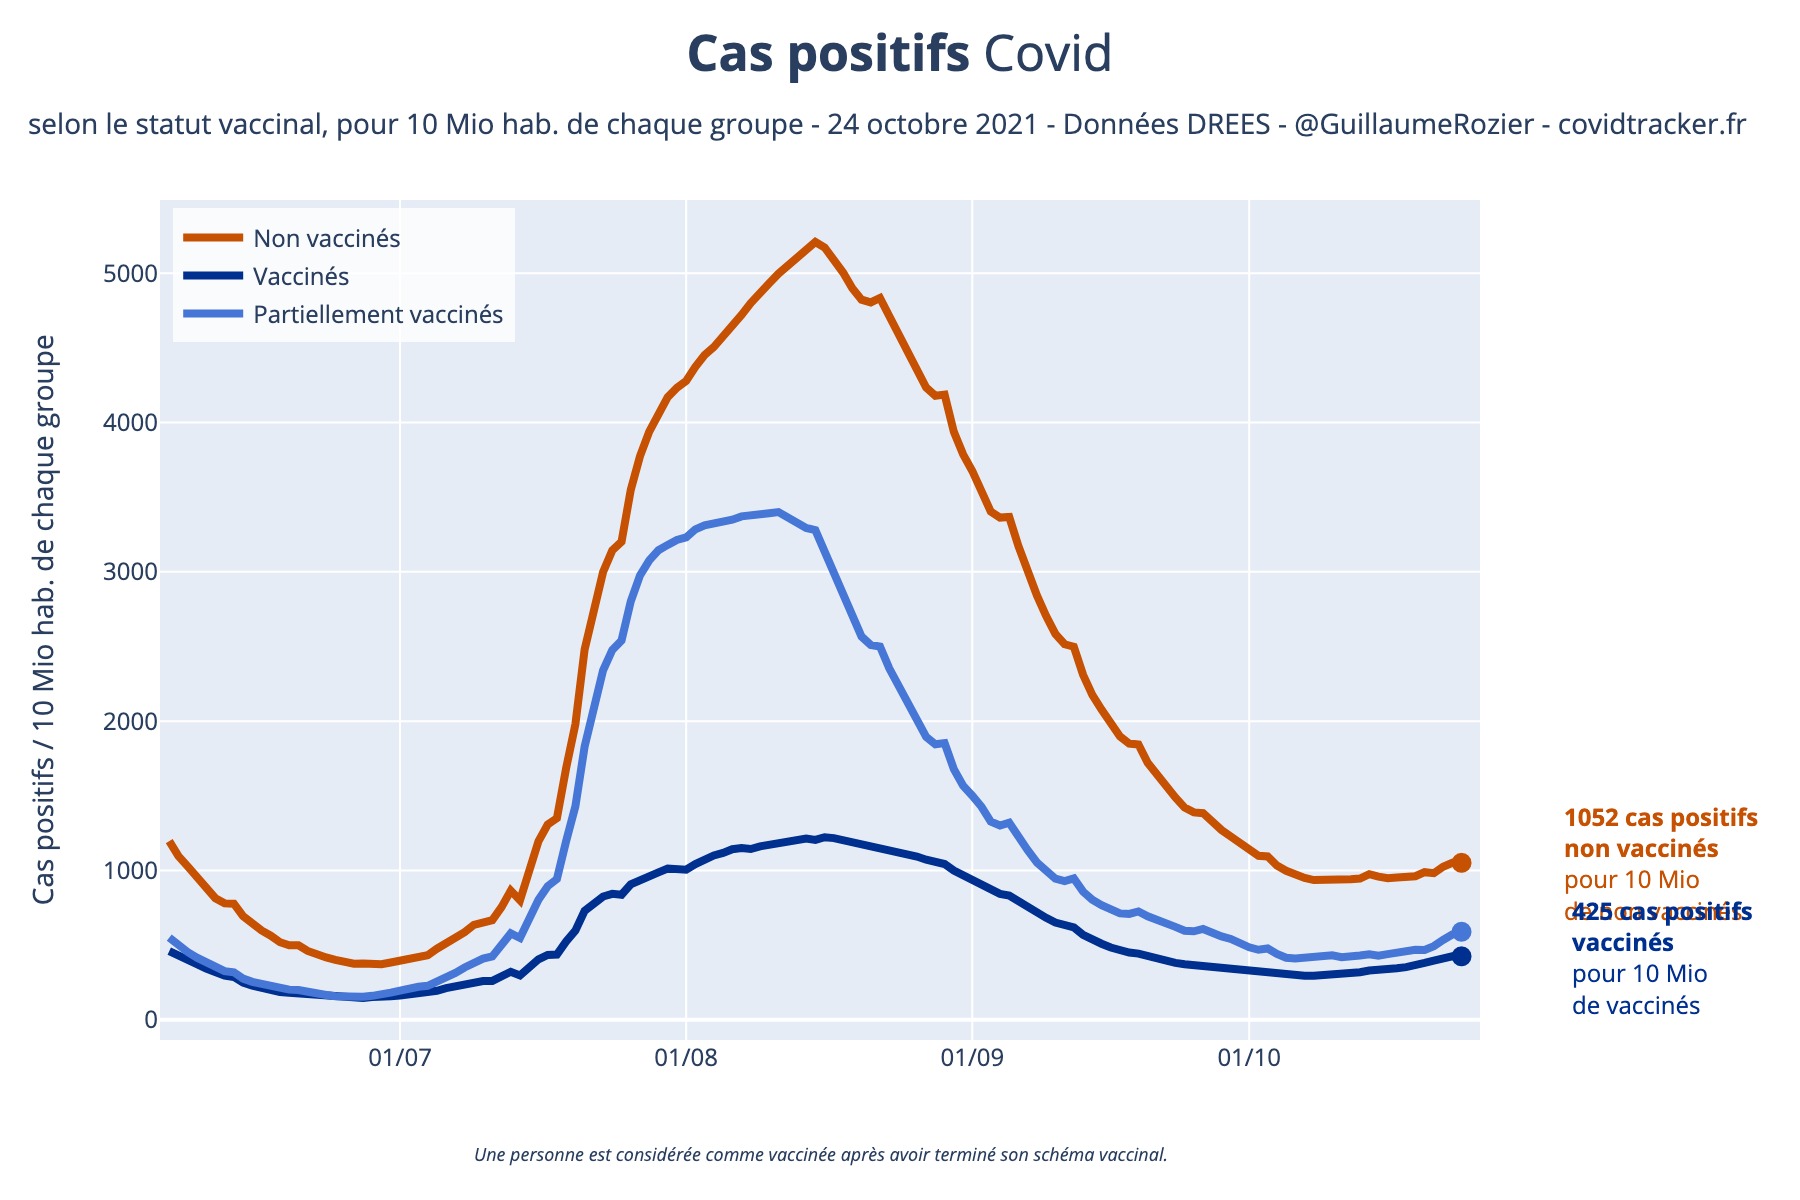 Cas positifs Covid
selon le statut vaccinal, pour 10 Mio hab. de chaque groupe - 24 octobre 2021 - Données DREES - @GuillaumeRozier - covidtracker.fr
Non vaccinés
Vaccinés
Partiellement vaccinés
Cas positifs / 10 Mio hab. de chaque groupe
5000
4000
3000
2000
1000
0
01/07
01/08
01/09
01/10
1052 cas positifs
non vaccinés
pour 10 Mio
de non vaccinés
425 cas positifs
vaccinés
pour 10 Mio
de vaccinés
Une personne est considérée comme vaccinée après avoir terminé son schéma vaccinal.